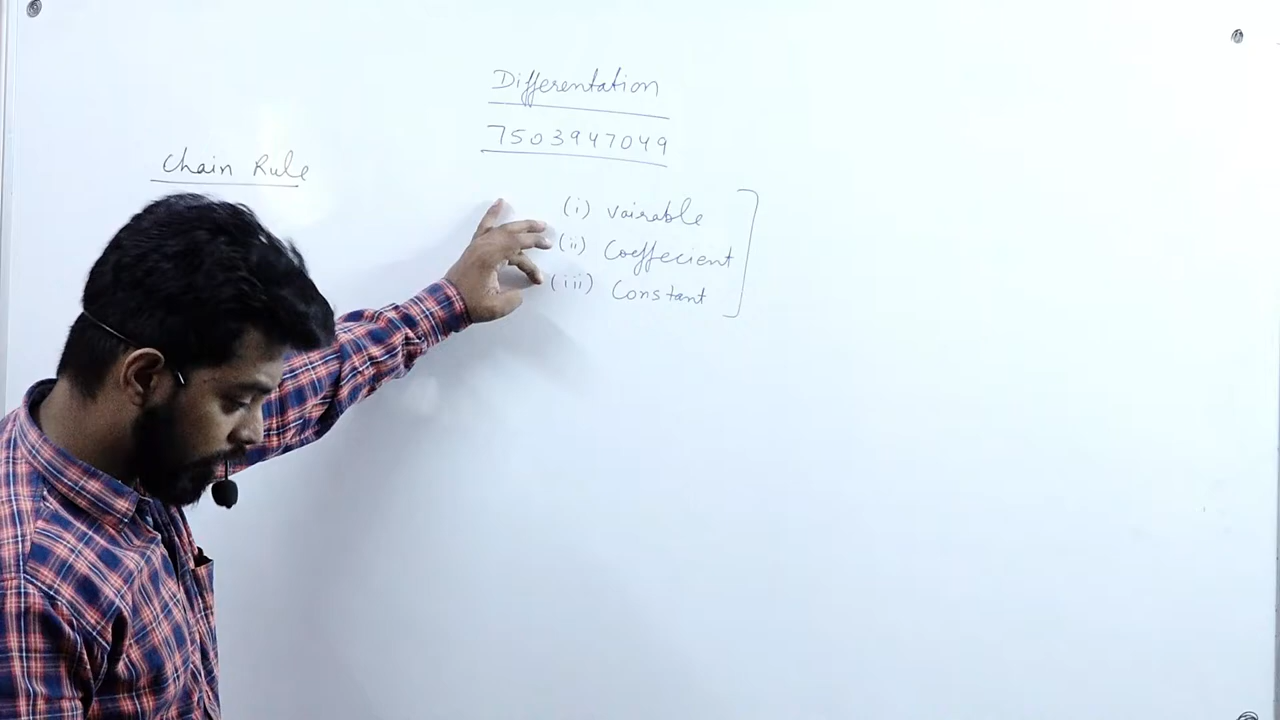 Differentation
7503947049
Chain Rule
(i) vairable
(ii) Coeffecient
(iii) Constant